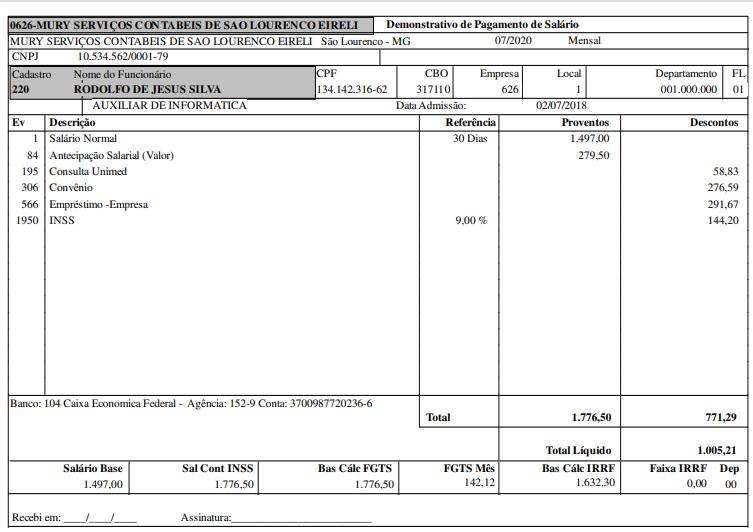 0626-MURY SERVIÇOS CONTABEIS DE SAO LOURENCO EIRELI Demonstrativo de Pagamento de Salário
MURY SERVIÇOS CONTABEIS DE SAO LOURENCO EIRELI São Lourenco - MG 07/2020 Mensal
CNPJ 10.534.562/0001-79
Cadastro Nome do Funcionário CPF CBO Empresa Local Departamento FL
220 RODOLFO DE JESUS SILVA 134.142.316-62 317110 626 1 001.000.000 01
AUXILIAR DE INFORMATICA Data Admissão: 02/07/2018
Ev Descrição Referência Proventos Descontos
1 Salário Normal 30 Dias 1.497,00
84 Antecipação Salarial (Valor) 279,50
195 Consulta Unimed 58,83
306 Convênio 276,59
566 Empréstimo -Empresa 291,67
1950 INSS 9,00 % 144,20
Banco: 104 Caixa Economica Federal - Agência: 152-9 Conta: 3700987720236-6
Total 1.776,50 771,29
Total Líquido 1.005,21
Salário Base Sal Cont INSS Bas Cálc FGTS FGTS Mês Bas Cálc IRRF Faixa IRRF Dep
1.497,00 1.776,50 1.776,50 142,12 1.632,30 0,00 00
Recebi em: ____/____/____ Assinatura:_________________________